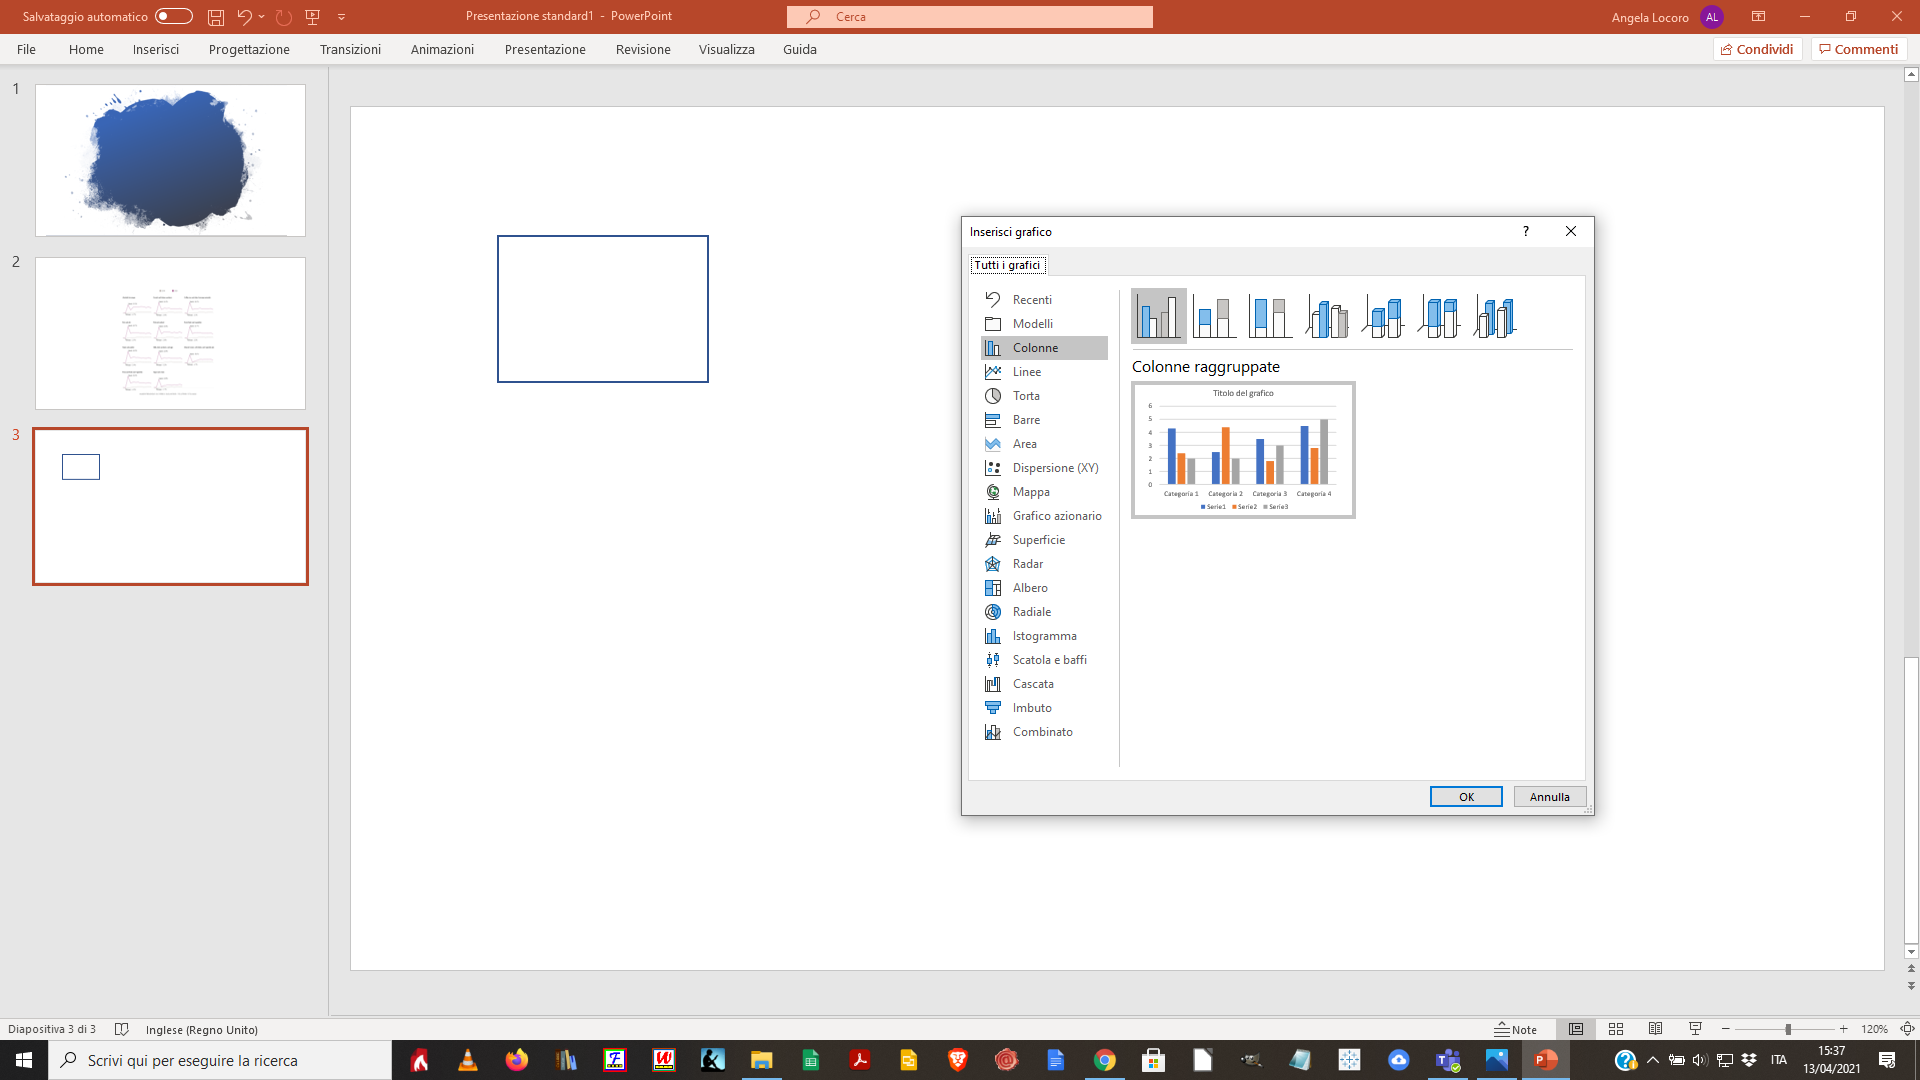 Salvataggio automatico
Presentazione standard1 - PowerPoint
Cerca
Angela Locoro
AL
File
Home
Inserisci
Progettazione
Transizioni
Animazioni
Presentazione
Revisione
Visualizza
Guida
Condividi
Commenti
1
2
3
Inserisci grafico
?
Tutti i grafici
Recenti
Modelli
Colonne
Linee
Torta
Barre
Area
Dispersione (XY)
Mappa
Grafico azionario
Superficie
Radar
Albero
Radiale
Istogramma
Scatola e baffi
Cascata
Imbuto
Combinato
Colonne raggruppate
Titolo del grafico
6
5
4
3
2
1
0
Categoria 1 Categoria 2 Categoria 3 Categoria 4
Serie1 Serie2 Serie3
OK
Annulla
Diapositiva 3 di 3
Inglese (Regno Unito)
Note
120%
Scrivi qui per eseguire la ricerca
ITA
15:37
13/04/2021